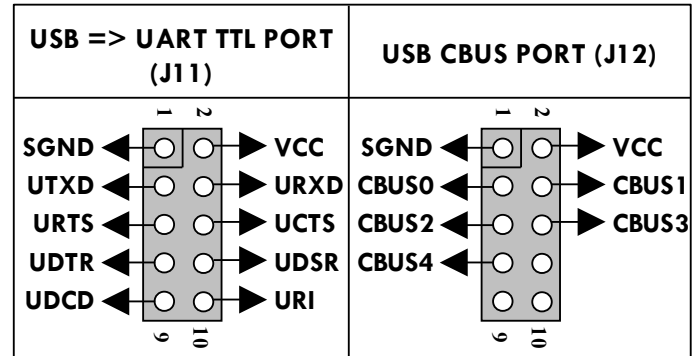 USB => UART TTL PORT
(J11)
USB CBUS PORT (J12)
1 2
SGND VCC
UTXD URXD
URTS UCTS
UDTR UDSR
UDCD URI
9 10
1 2
SGND VCC
CBUS0 CBUS1
CBUS2 CBUS3
CBUS4
9 10